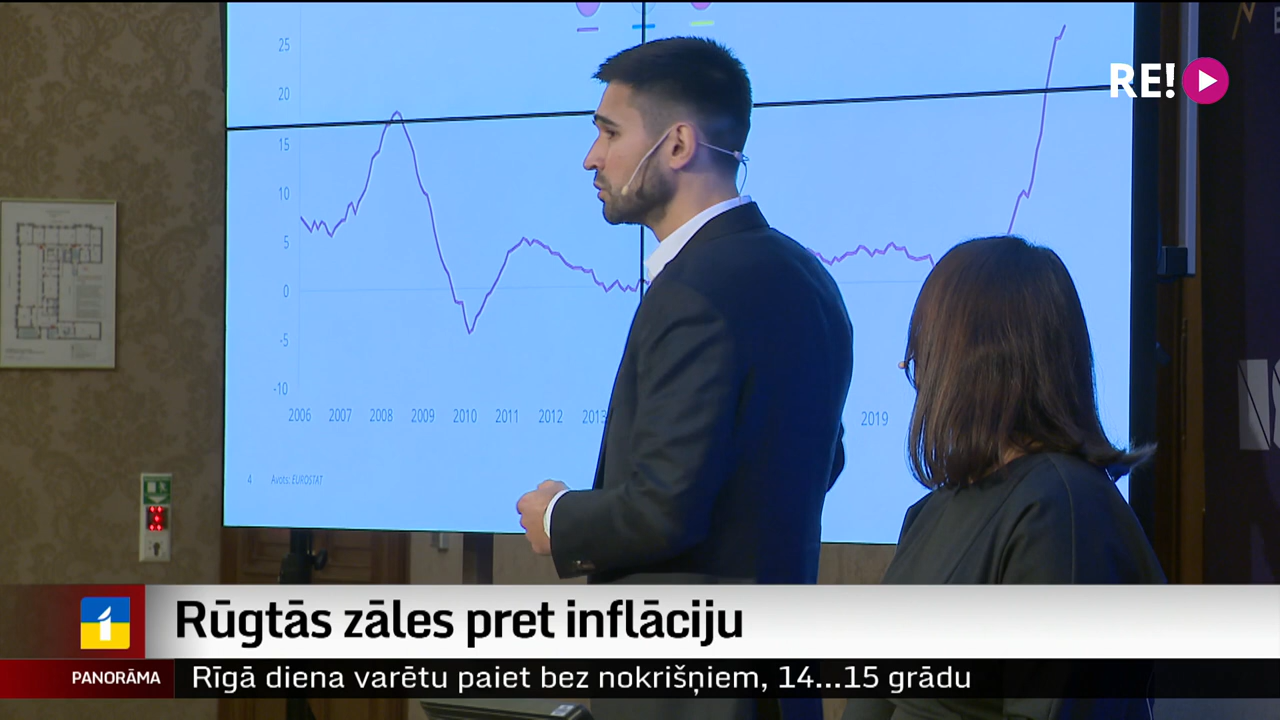 RE!
25
20
15
10
5
0
-5
-10
2006 2007 2008 2009 2010 2011 2012 2013 2019
4 Avots: EUROSTAT
1
Rūgtās zāles pret inflāciju
PANORĀMA Rīgā diena varētu paiet bez nokrišņiem, 14...15 grādu